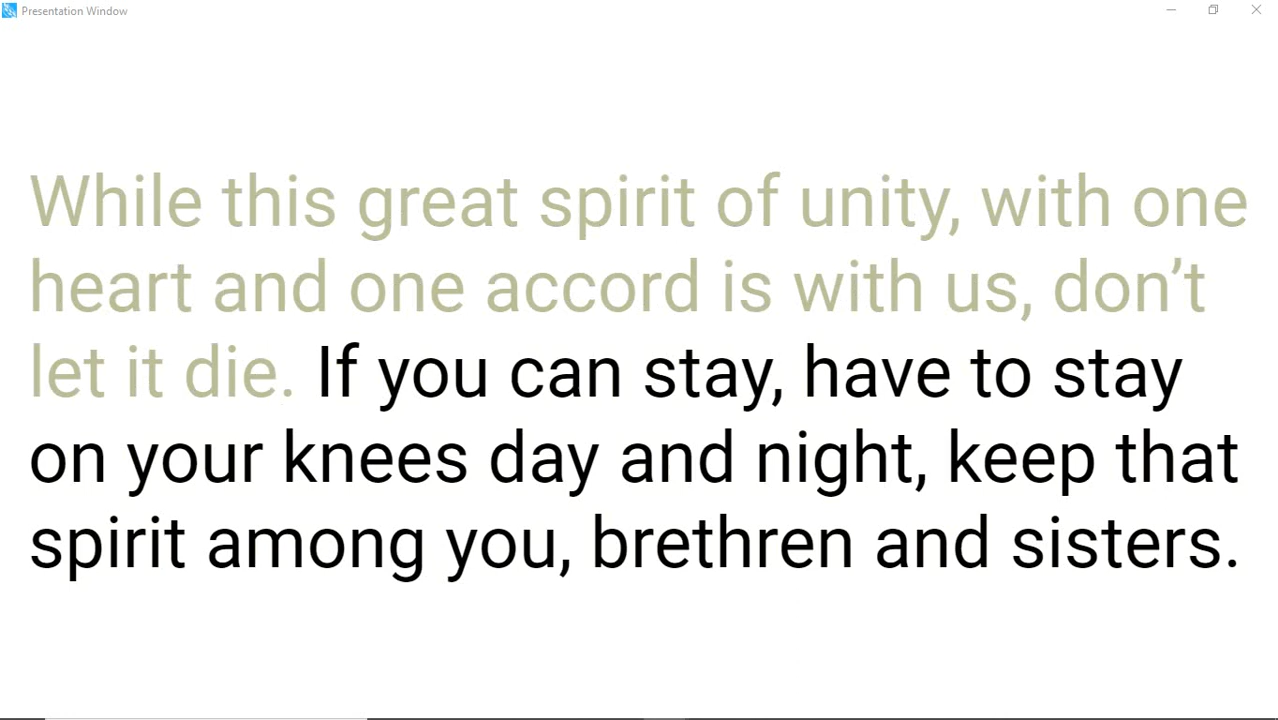 Presentation Window
While this great spirit of unity, with one
heart and one accord is with us, don’t
let it die. If you can stay, have to stay
on your knees day and night, keep that
spirit among you, brethren and sisters.